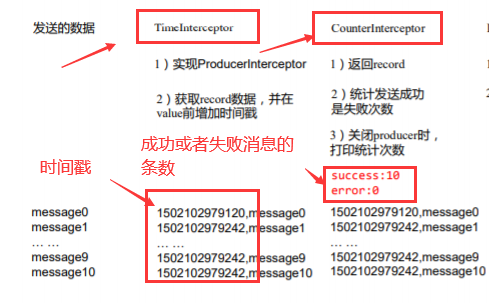 发送的数据
TimeInterceptor
CounterInterceptor
1）实现ProducerInterceptor
1）返回record
2）获取record数据，并在
value前增加时间戳
2）统计发送成功
是失败次数
3）关闭producer时，
打印统计次数
时间戳
成功或者失败消息的
条数
success:10
error:0
message0
1502102979120,message0
1502102979120,message0
message1
1502102979242,message1
1502102979242,message1
... ...
... ...
... ...
message9
1502102979242,message9
1502102979242,message9
message10
1502102979242,message10
1502102979242,message10